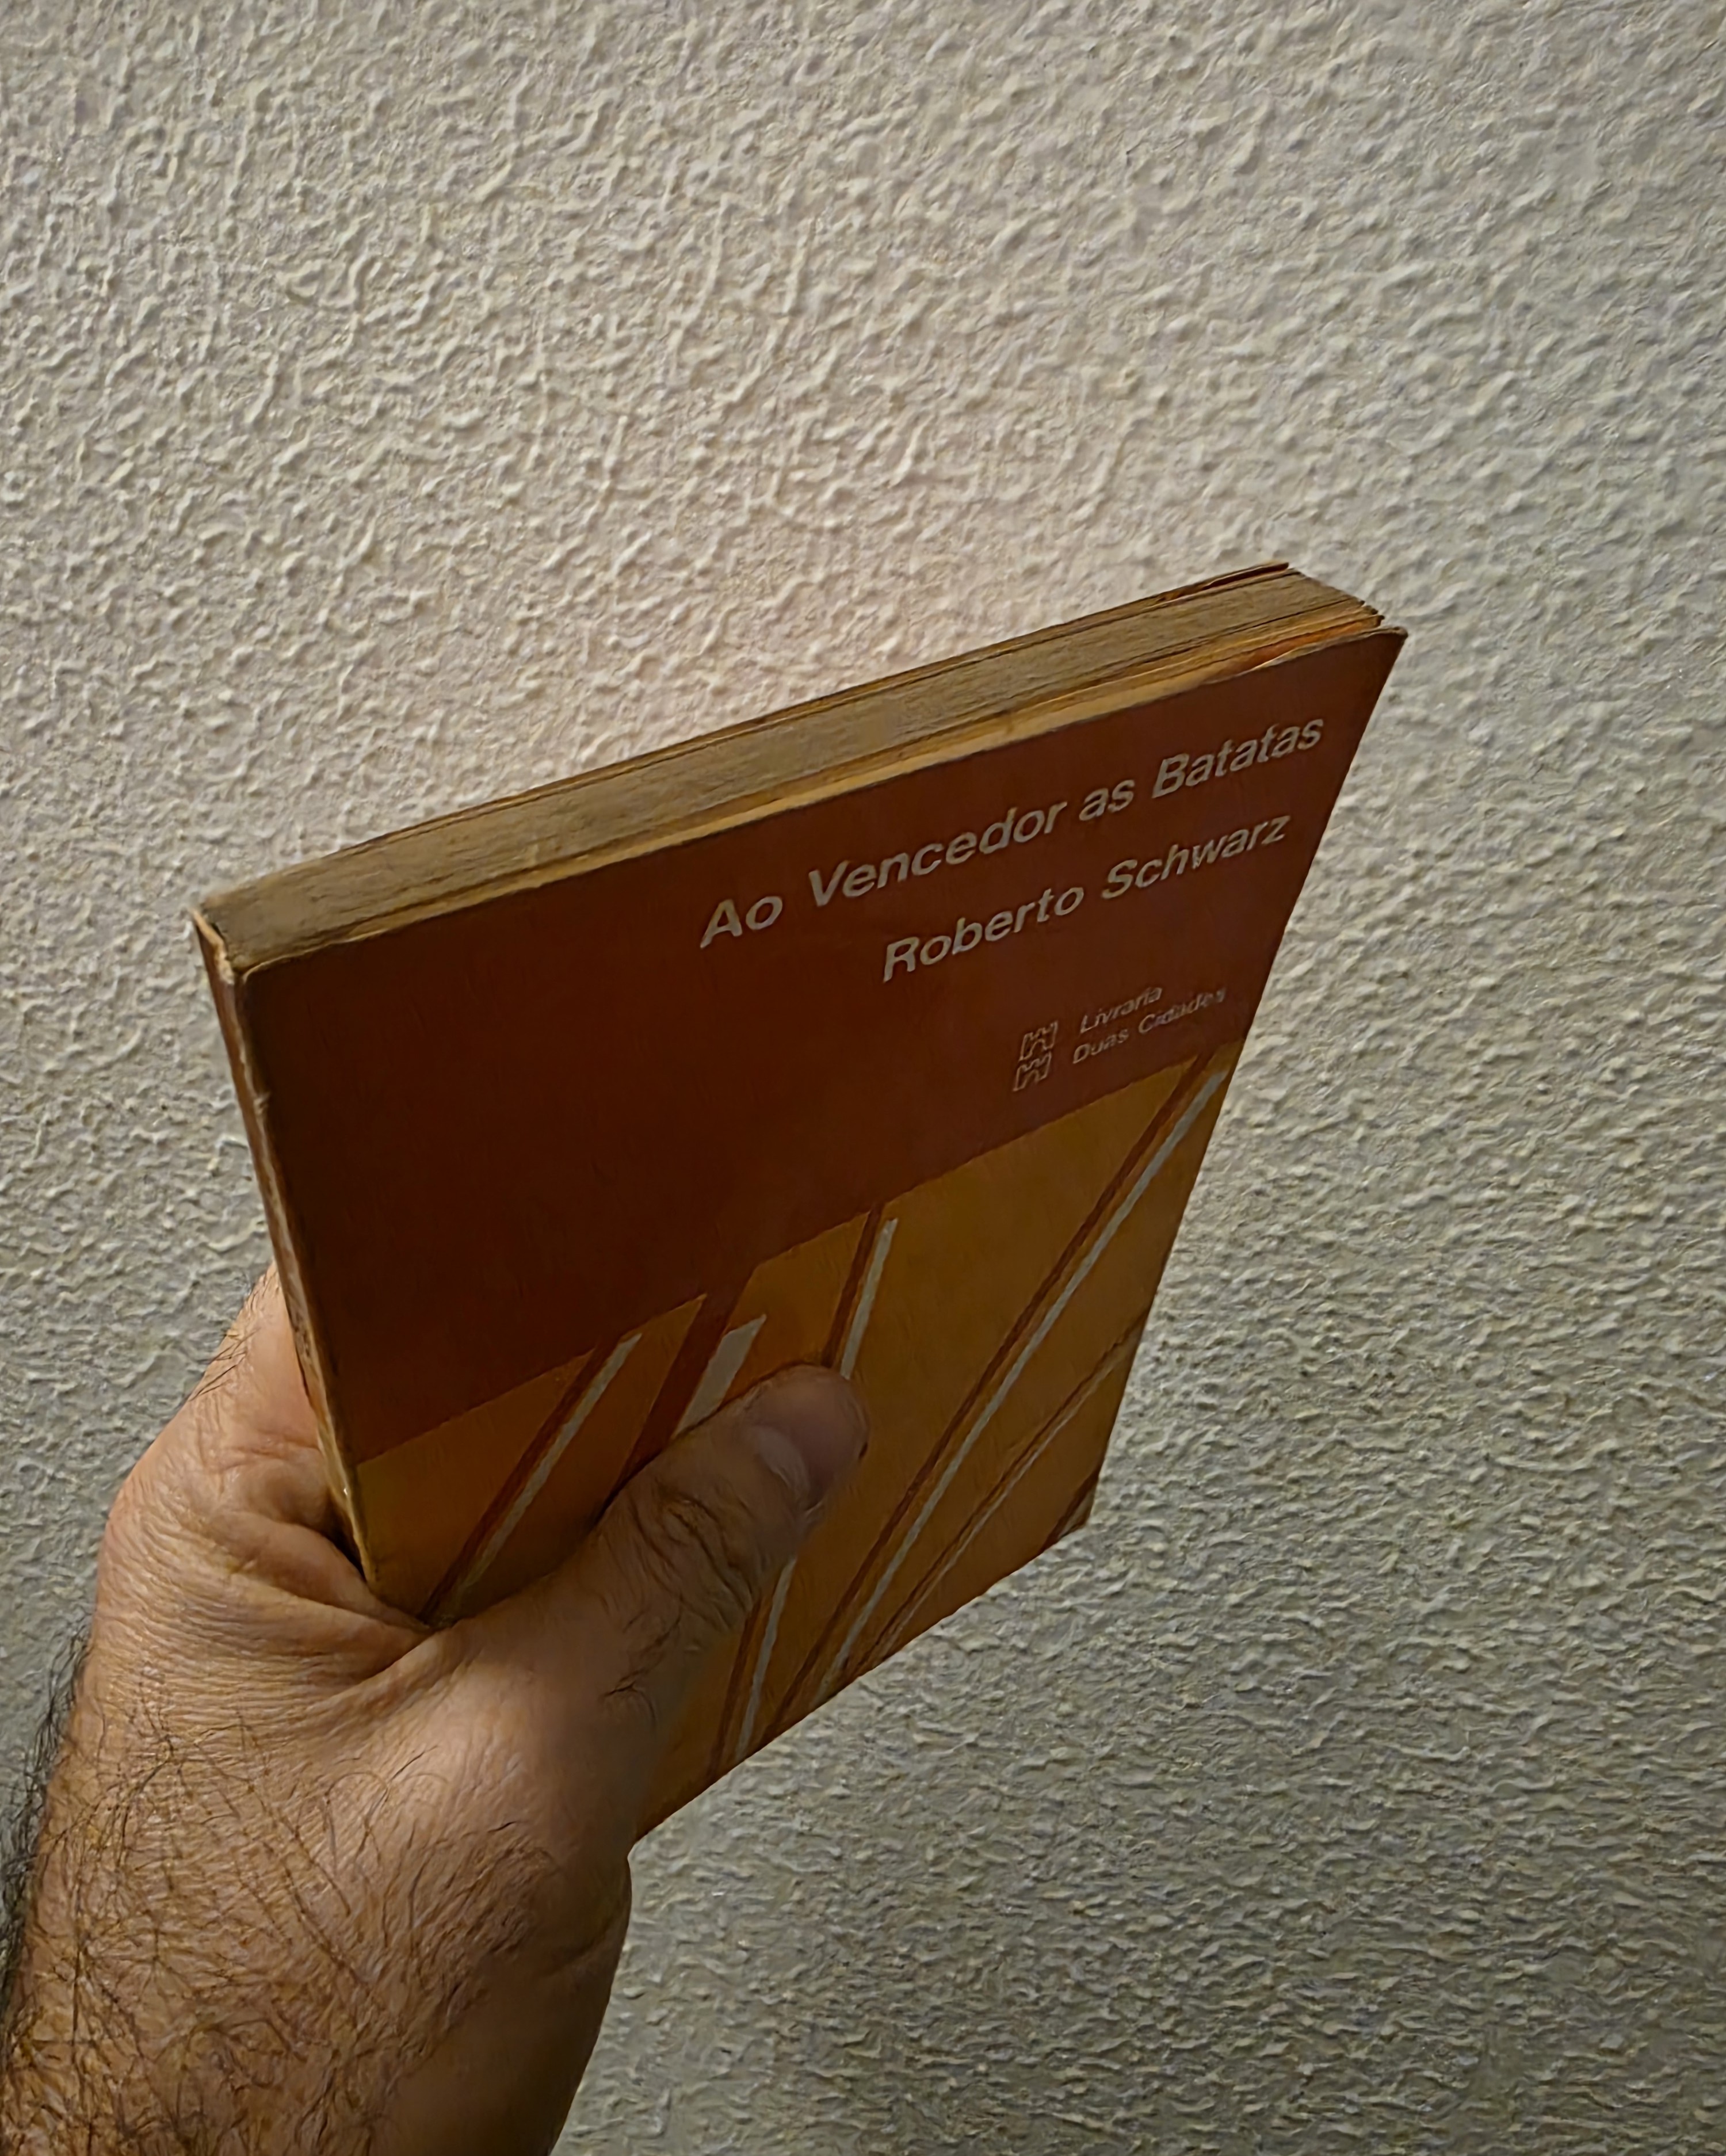 Ao Vencedor as Batatas
Roberto Schwarz
Livraria
Duas Cidades